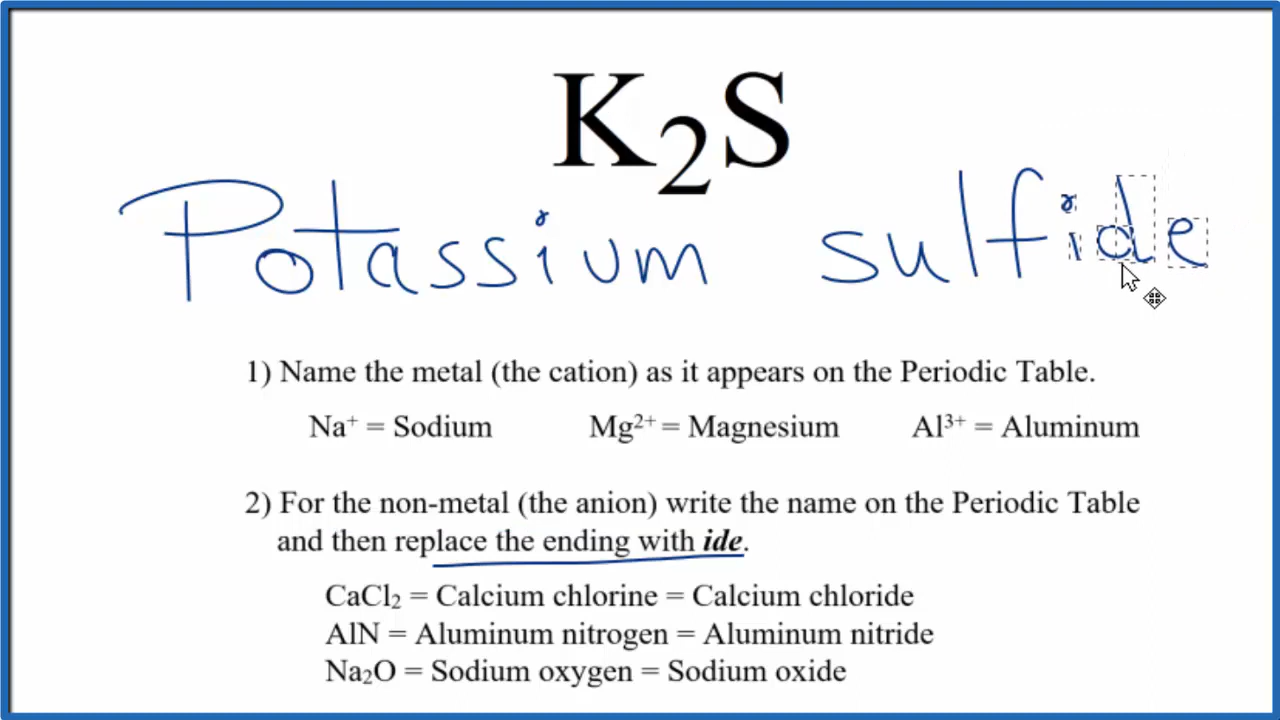 K₂S
Potassium sulfide
1) Name the metal (the cation) as it appears on the Periodic Table.
Na⁺ = Sodium Mg²⁺ = Magnesium Al³⁺ = Aluminum
2) For the non-metal (the anion) write the name on the Periodic Table
and then replace the ending with ide.
CaCl₂ = Calcium chlorine = Calcium chloride
AlN = Aluminum nitrogen = Aluminum nitride
Na₂O = Sodium oxygen = Sodium oxide